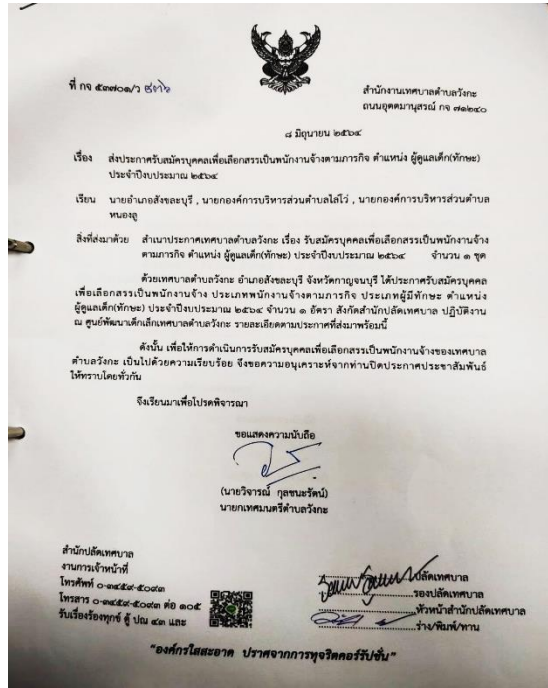 ที่ กจ ๕๓๗๐๑/ว
สำนักงานเทศบาลตำบลวังกะ
ถนนอุตตมานุสรณ์ กจ ๗๑๒๔๐
๘ มิถุนายน ๒๕๖๔
เรื่อง ส่งประกาศรับสมัครบุคคลเพื่อเลือกสรรเป็นพนักงานจ้างตามภารกิจ ตำแหน่ง ผู้ดูแลเด็ก(ทักษะ)
ประจำปีงบประมาณ ๒๕๖๔
เรียน นายอำเภอสังขละบุรี , นายกองค์การบริหารส่วนตำบลไล่โว่ , นายกองค์การบริหารส่วนตำบล
หนองลู
สิ่งที่ส่งมาด้วย สำเนาประกาศเทศบาลตำบลวังกะ เรื่อง รับสมัครบุคคลเพื่อเลือกสรรเป็นพนักงานจ้าง
ตามภารกิจ ตำแหน่ง ผู้ดูแลเด็ก(ทักษะ) ประจำปีงบประมาณ ๒๕๖๔ จำนวน ๑ ชุด
ด้วยเทศบาลตำบลวังกะ อำเภอสังขละบุรี จังหวัดกาญจนบุรี ได้ประกาศรับสมัครบุคคล
เพื่อเลือกสรรเป็นพนักงานจ้าง ประเภทพนักงานจ้างตามภารกิจ ประเภทผู้มีทักษะ ตำแหน่ง
ผู้ดูแลเด็ก(ทักษะ) ประจำปีงบประมาณ ๒๕๖๔ จำนวน ๑ อัตรา สังกัดสำนักปลัดเทศบาล ปฏิบัติงาน
ณ ศูนย์พัฒนาเด็กเล็กเทศบาลตำบลวังกะ รายละเอียดตามประกาศที่ส่งมาพร้อมนี้
ดังนั้น เพื่อให้การดำเนินการรับสมัครบุคคลเพื่อเลือกสรรเป็นพนักงานจ้างของเทศบาล
ตำบลวังกะ เป็นไปด้วยความเรียบร้อย จึงขอความอนุเคราะห์จากท่านปิดประกาศประชาสัมพันธ์
ให้ทราบโดยทั่วกัน
จึงเรียนมาเพื่อโปรดพิจารณา
ขอแสดงความนับถือ
(นายวิจารณ์ กุลชนะรัตน์)
นายกเทศมนตรีตำบลวังกะ
สำนักปลัดเทศบาล
งานการเจ้าหน้าที่
โทรศัพท์ ๐-๓๔๕๙-๕๐๙๓
โทรสาร ๐-๓๔๕๙-๕๐๙๓ ต่อ ๑๐๕
รับเรื่องร้องทุกข์ ตู้ ปณ ๔๓ และ
ปลัดเทศบาล
รองปลัดเทศบาล
หัวหน้าสำนักปลัดเทศบาล
ร่าง/พิมพ์/ทาน
"องค์กรใสสะอาด ปราศจากการทุจริตคอร์รัปชั่น"